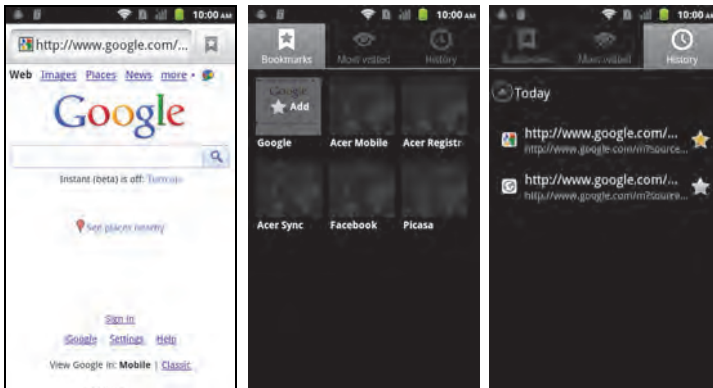 10:00 AM
http://www.google.com/...
Web Images Places News more
Google
Instant (beta) is off: Turn on
See places nearby
Sign in
Google Settings Help
View Google in: Mobile | Classic
10:00 AM
Bookmarks Most visited History
Google
Add
Google Acer Mobile Acer Registr
Acer Sync Facebook Picasa
10:00 AM
Bookmarks Most visited History
Today
http://www.google.com/...
http://www.google.com/m?source...
http://www.google.com/...
http://www.google.com/m?source...